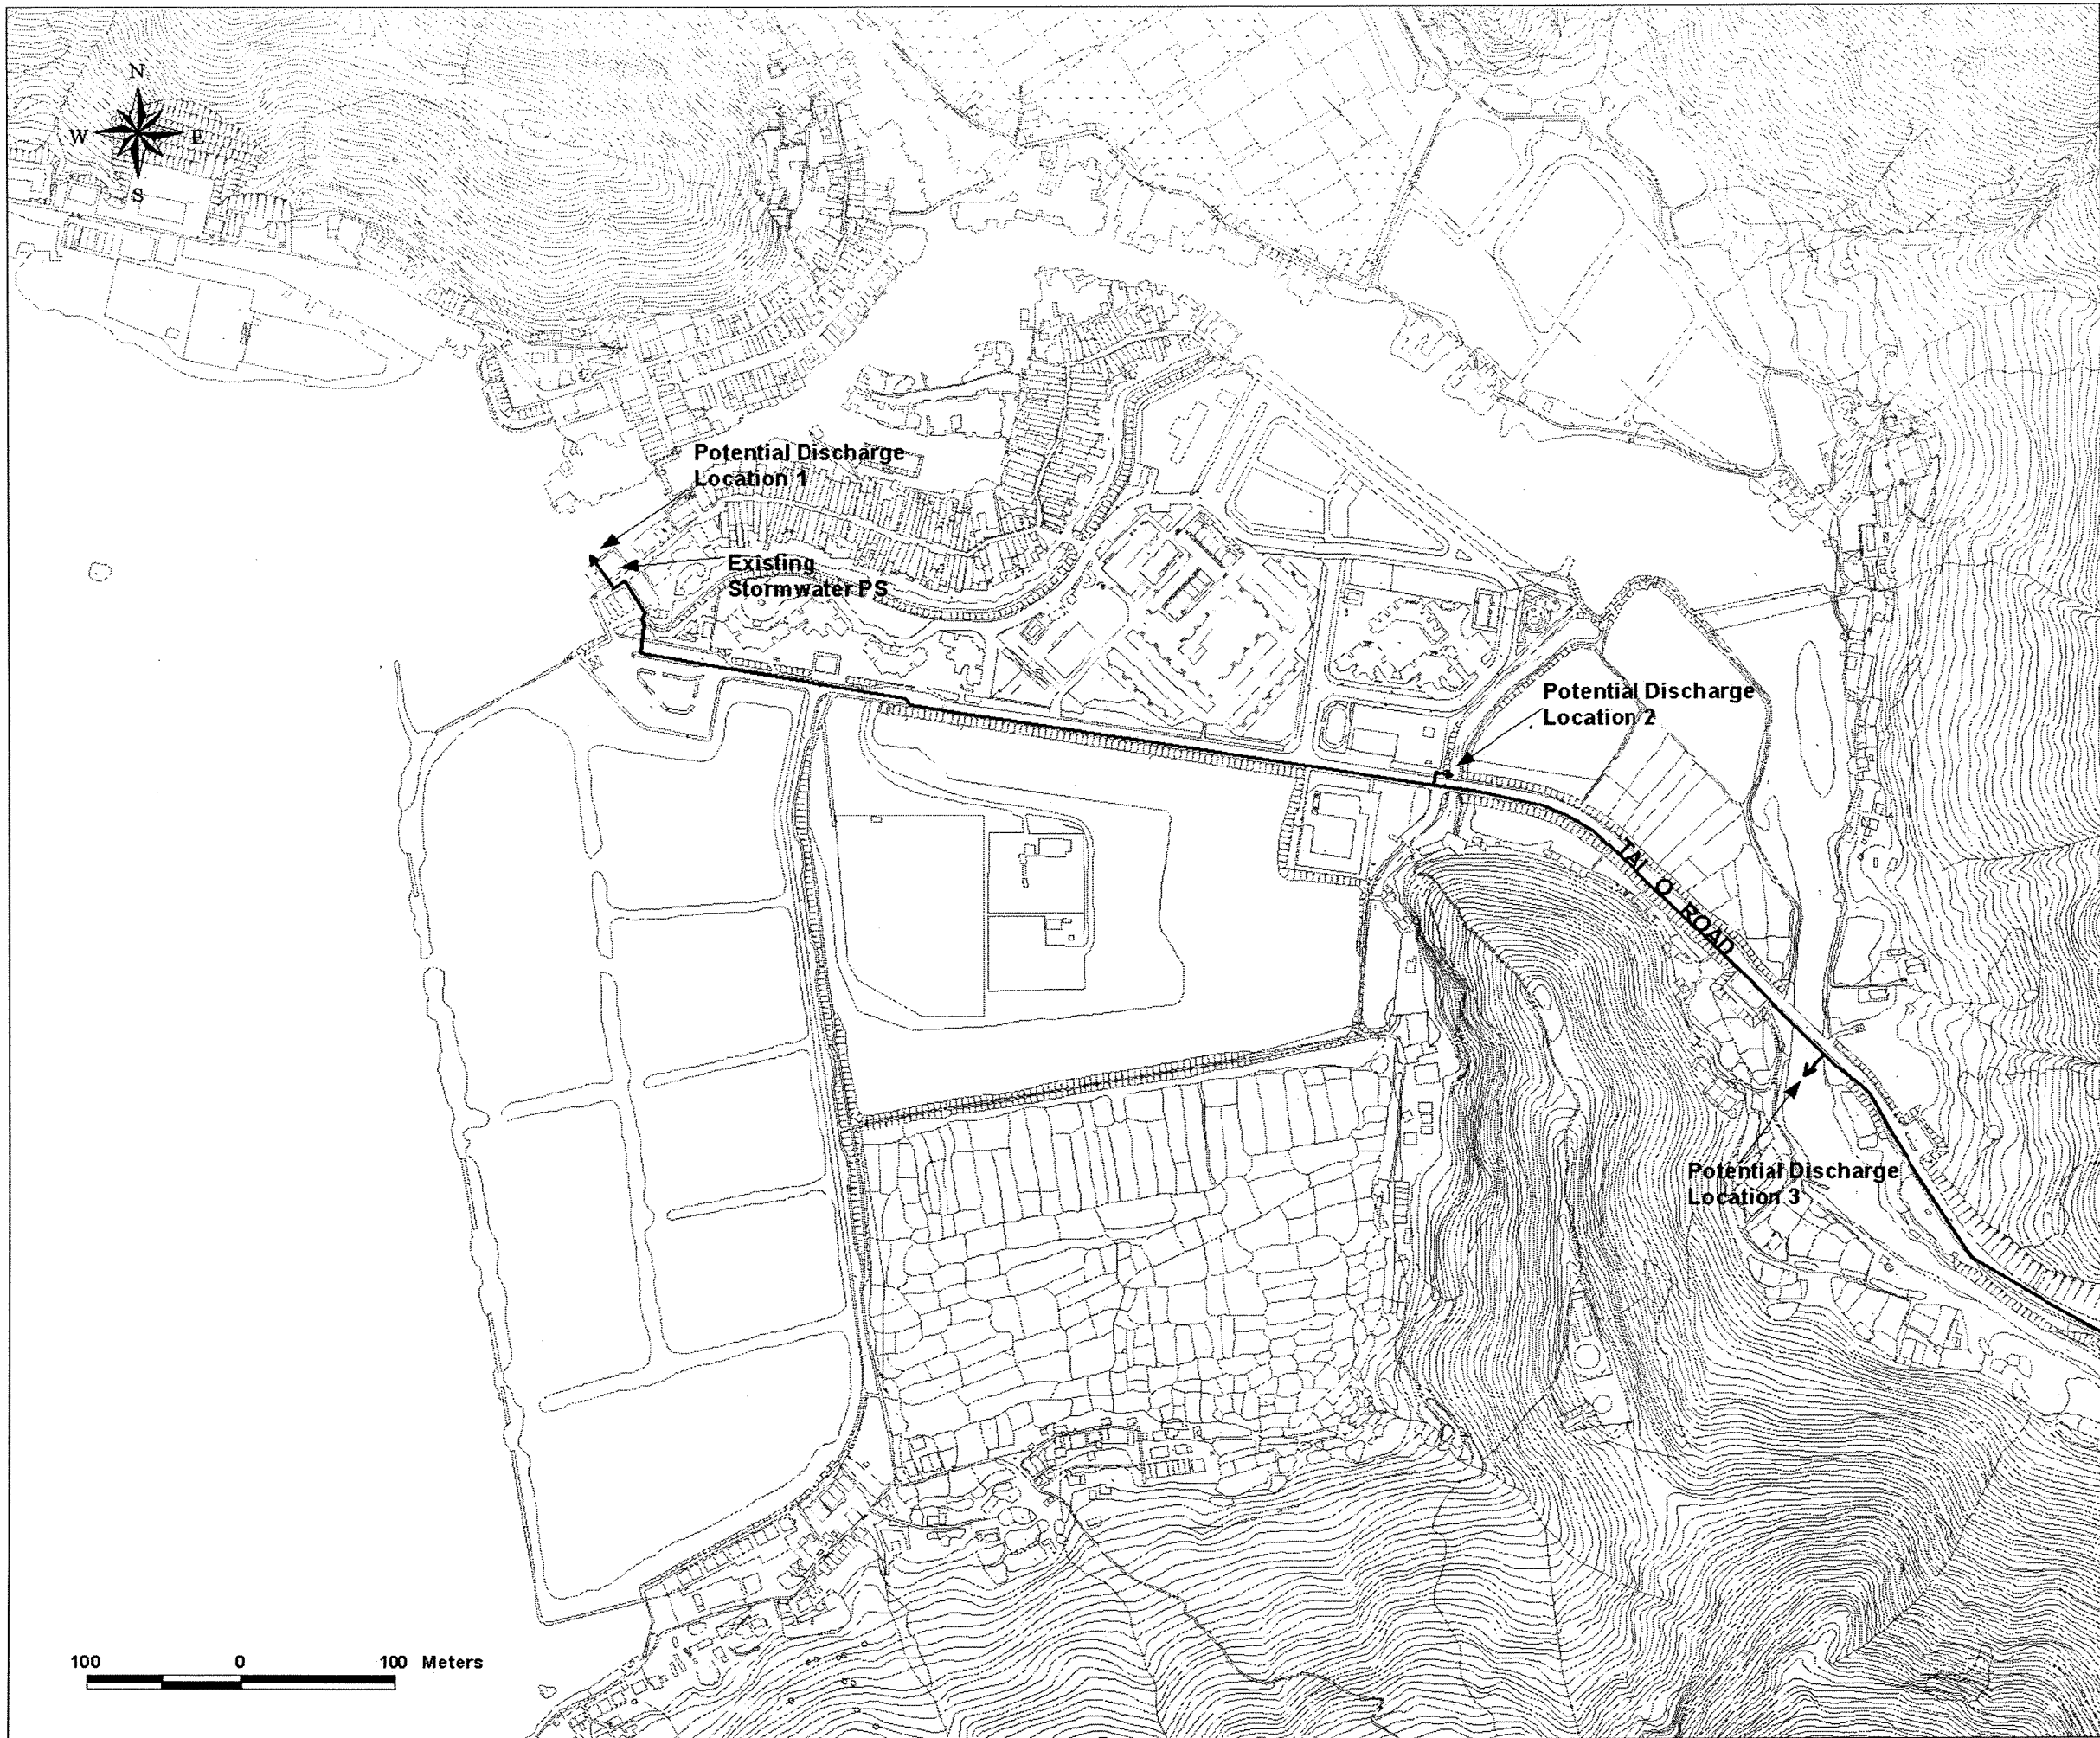 N
W E
S
Potential Discharge
Location 1
Existing
Stormwater PS
Potential Discharge
Location 2
TAI O ROAD
Potential Discharge
Location 3
100 0 100 Meters